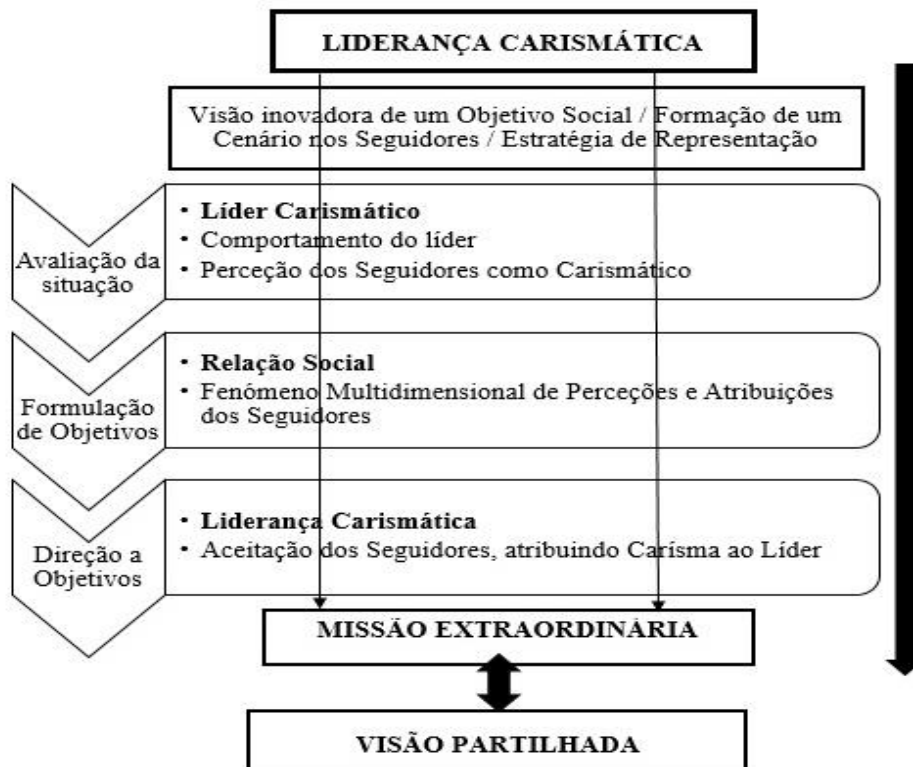 LIDERANÇA CARISMÁTICA
Visão inovadora de um Objetivo Social / Formação de um
Cenário nos Seguidores / Estratégia de Representação
Avaliação da
situação
• Líder Carismático
• Comportamento do líder
• Perceção dos Seguidores como Carismático
Formulação
de Objetivos
• Relação Social
• Fenómeno Multidimensional de Perceções e Atribuições
dos Seguidores
Direção a
Objetivos
• Liderança Carismática
• Aceitação dos Seguidores, atribuindo Carisma ao Líder
MISSÃO EXTRAORDINÁRIA
VISÃO PARTILHADA